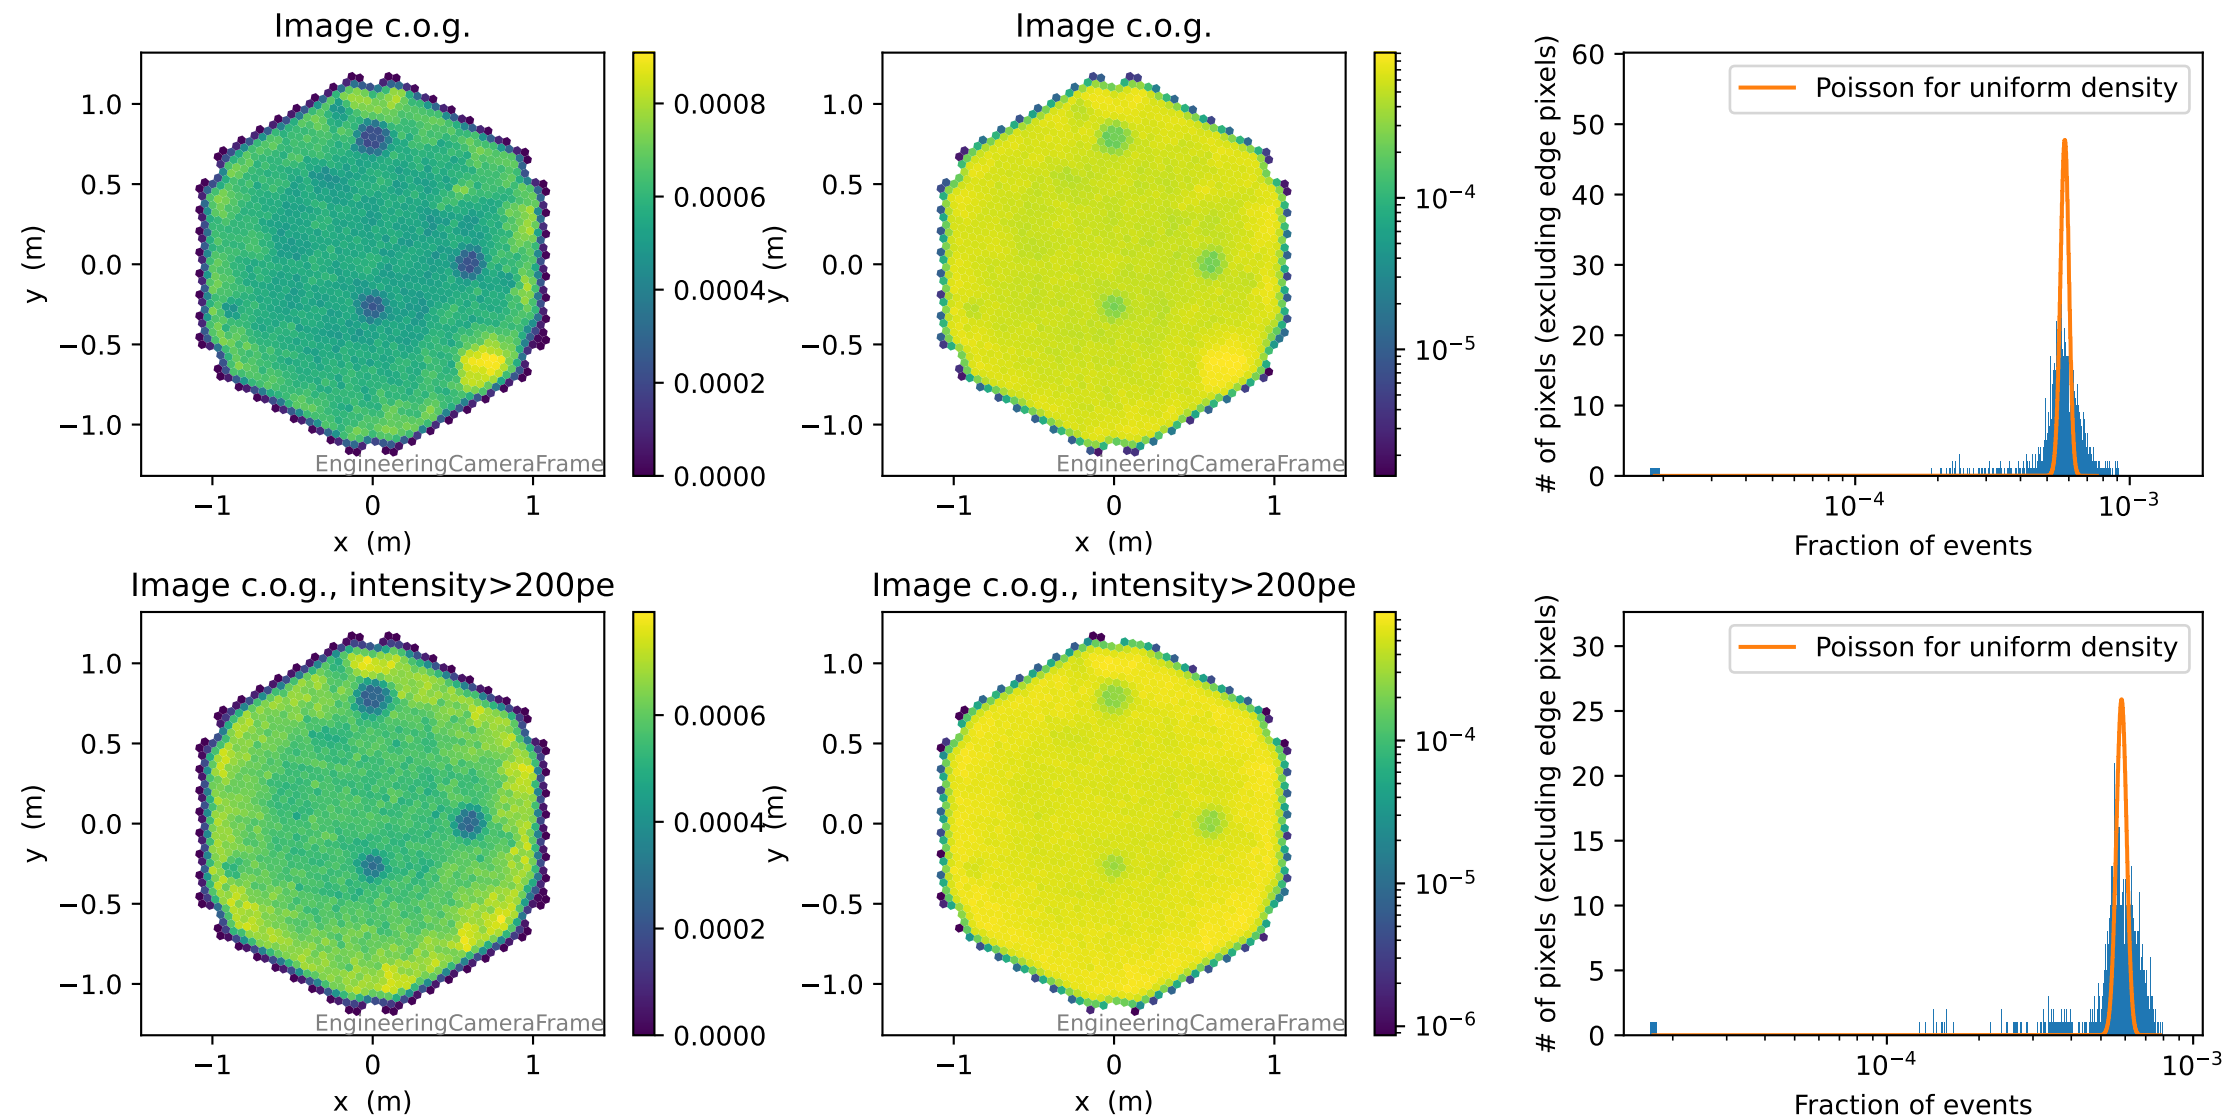 Image c.o.g.
1.0
0.5
0.0
−0.5
−1.0
y (m)
−1
0
1
x (m)
EngineeringCameraFrame
0.0008
0.0006
0.0004
0.0002
0.0000
Image c.o.g.
1.0
0.5
0.0
−0.5
−1.0
y (m)
−1
0
1
x (m)
EngineeringCameraFrame
10⁻⁴
10⁻⁵
60
50
40
30
20
10
0
# of pixels (excluding edge pixels)
Poisson for uniform density
10⁻⁴
10⁻³
Fraction of events
Image c.o.g., intensity>200pe
1.0
0.5
0.0
−0.5
−1.0
y (m)
−1
0
1
x (m)
EngineeringCameraFrame
0.0006
0.0004
0.0002
0.0000
Image c.o.g., intensity>200pe
1.0
0.5
0.0
−0.5
−1.0
y (m)
−1
0
1
x (m)
EngineeringCameraFrame
10⁻⁴
10⁻⁵
10⁻⁶
30
25
20
15
10
5
0
# of pixels (excluding edge pixels)
Poisson for uniform density
10⁻⁴
10⁻³
Fraction of events